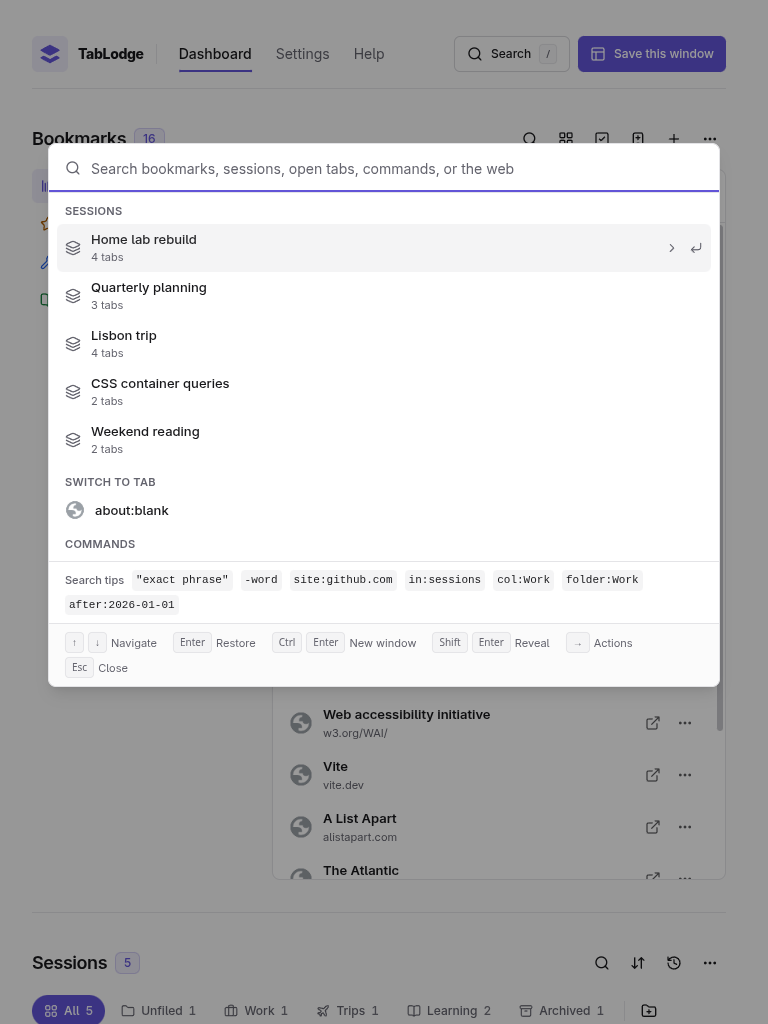 TabLodge Dashboard Settings Help Search / Save this window
Bookmarks 16
Search bookmarks, sessions, open tabs, commands, or the web
SESSIONS
Home lab rebuild
4 tabs
Quarterly planning
3 tabs
Lisbon trip
4 tabs
CSS container queries
2 tabs
Weekend reading
2 tabs
SWITCH TO TAB
about:blank
COMMANDS
Search tips "exact phrase" -word site:github.com in:sessions col:Work folder:Work
after:2026-01-01
↑ ↓ Navigate Enter Restore Ctrl Enter New window Shift Enter Reveal → Actions
Esc Close
Web accessibility initiative
w3.org/WAI/
Vite
vite.dev
A List Apart
alistapart.com
The Atlantic
Sessions 5
All 5 Unfiled 1 Work 1 Trips 1 Learning 2 Archived 1